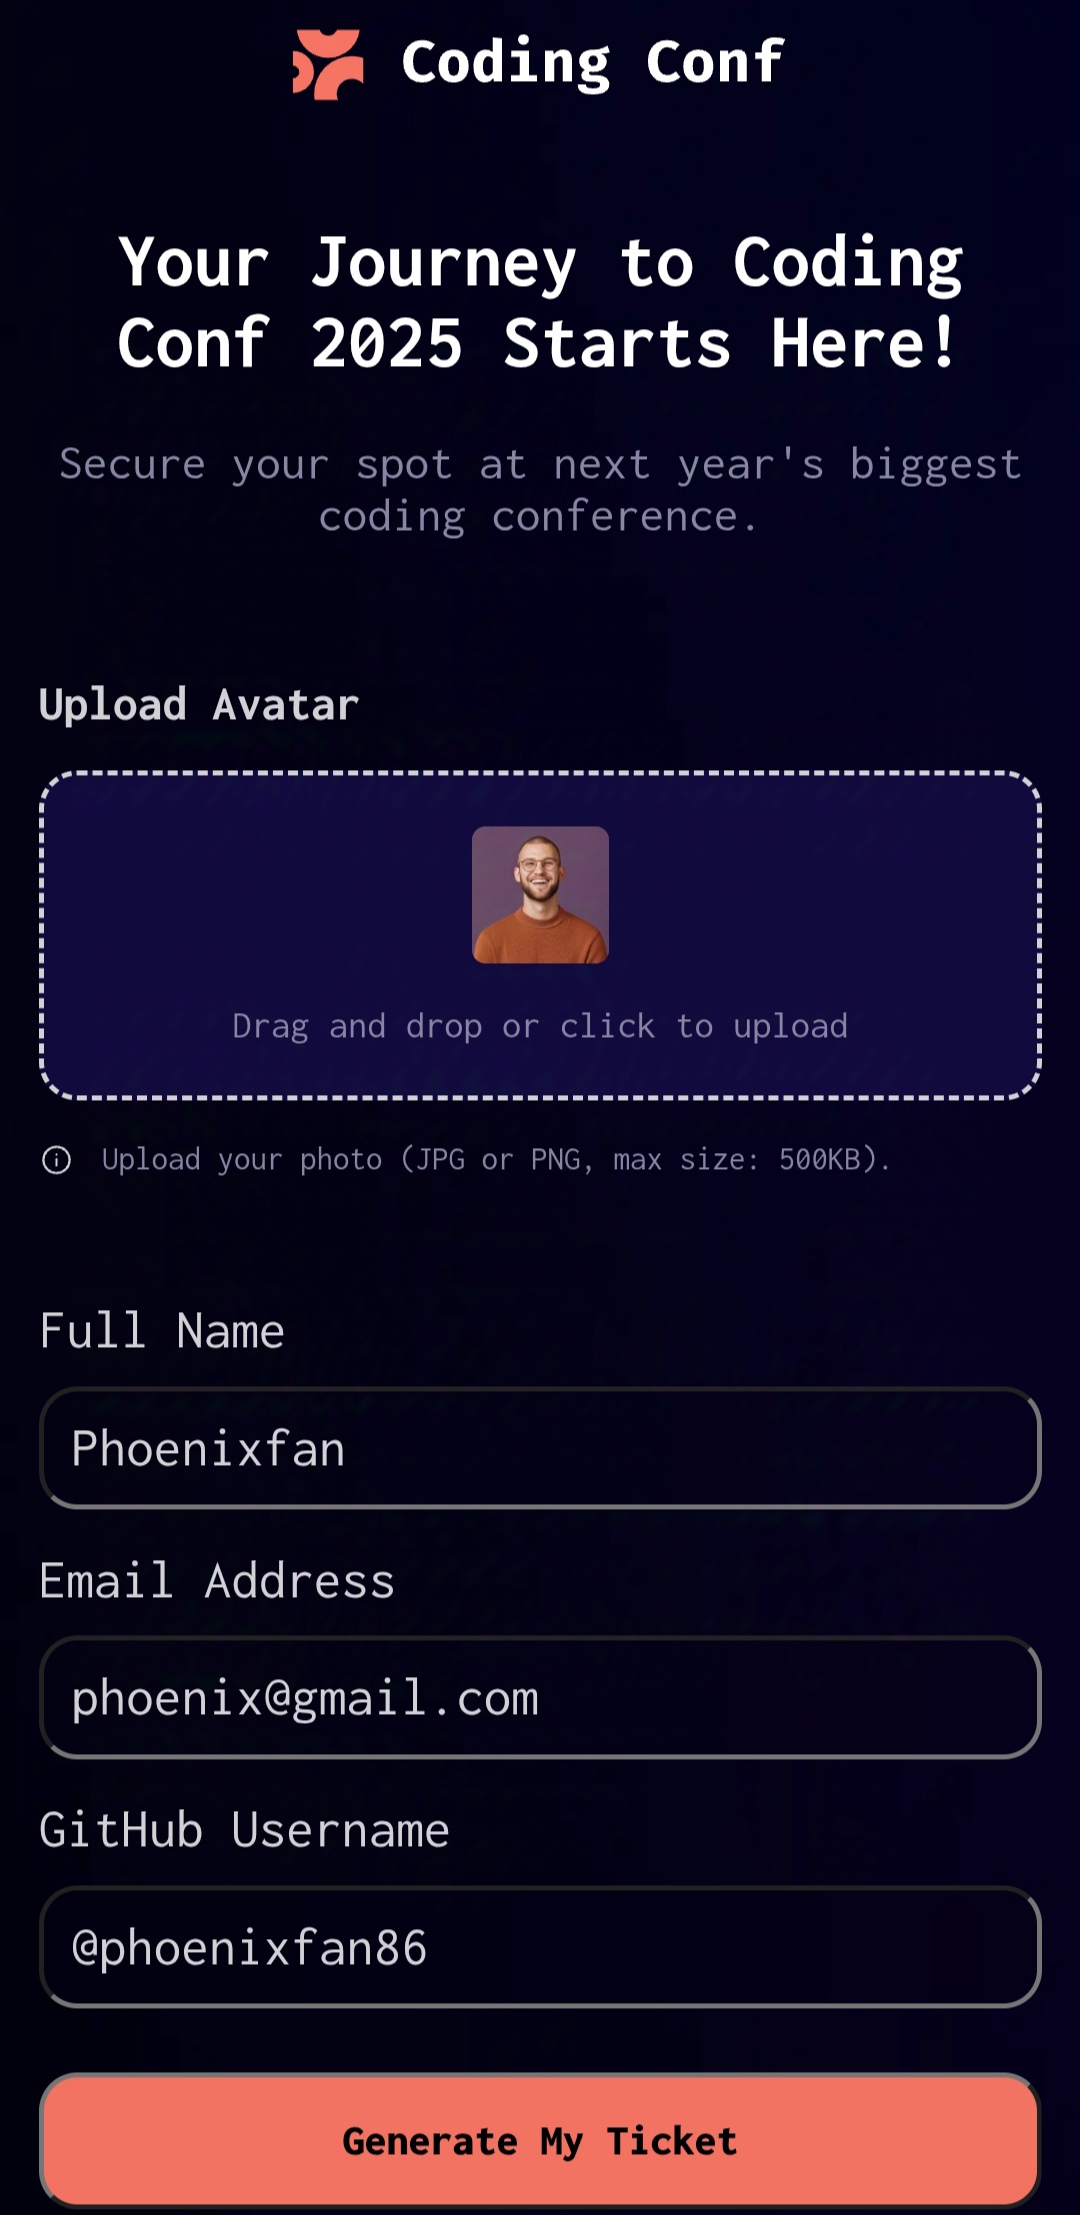 Coding Conf
Your Journey to Coding
Conf 2025 Starts Here!
Secure your spot at next year's biggest
coding conference.
Upload Avatar
Drag and drop or click to upload
Upload your photo (JPG or PNG, max size: 500KB).
Full Name
Phoenixfan
Email Address
phoenix@gmail.com
GitHub Username
@phoenixfan86
Generate My Ticket